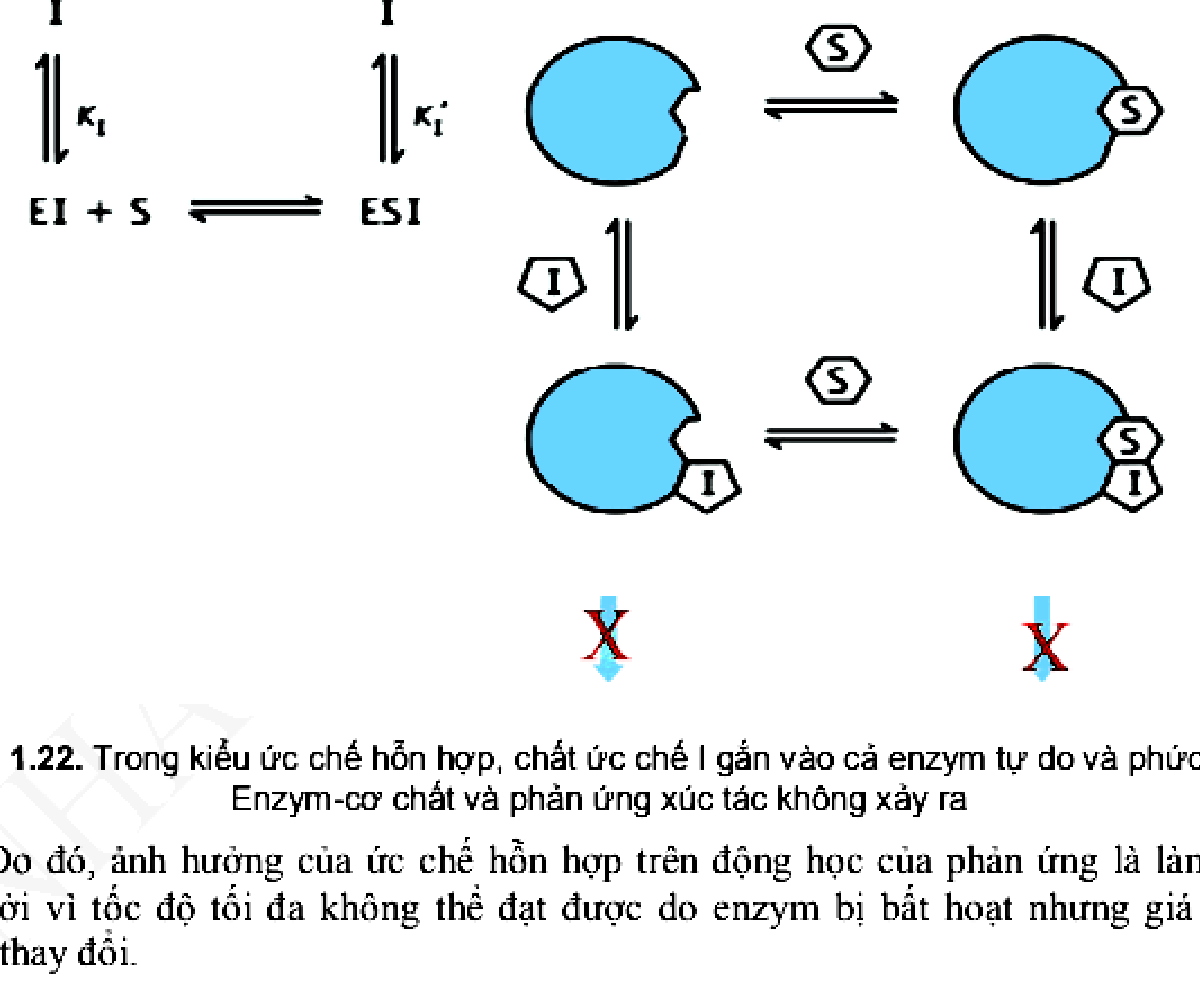 I I
S
K_I K_I'
S
EI + S ESI
I I
S
S
I I
X X
1.22. Trong kiểu ức chế hỗn hợp, chất ức chế I gắn vào cả enzym tự do và phức
Enzym-cơ chất và phản ứng xúc tác không xảy ra
Do đó, ảnh hưởng của ức chế hỗn hợp trên động học của phản ứng là làm
ởi vì tốc độ tối đa không thể đạt được do enzym bị bất hoạt nhưng giá
thay đổi.